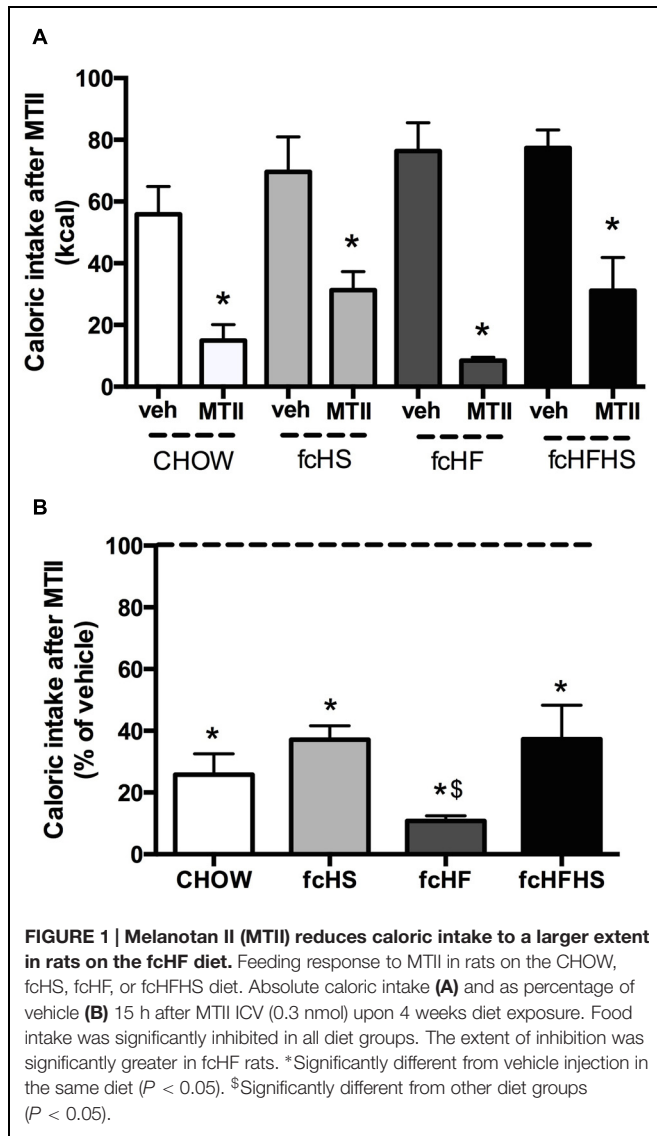 A
Caloric intake after MTII
(kcal)
100
80
60
40
20
0
* * * *
veh MTII veh MTII veh MTII veh MTII
CHOW fcHS fcHF fcHFHS
B
Caloric intake after MTII
(% of vehicle)
100
80
60
40
20
0
* * *$ *
CHOW fcHS fcHF fcHFHS
FIGURE 1 | Melanotan II (MTII) reduces caloric intake to a larger extent
in rats on the fcHF diet. Feeding response to MTII in rats on the CHOW,
fcHS, fcHF, or fcHFHS diet. Absolute caloric intake (A) and as percentage of
vehicle (B) 15 h after MTII ICV (0.3 nmol) upon 4 weeks diet exposure. Food
intake was significantly inhibited in all diet groups. The extent of inhibition was
significantly greater in fcHF rats. *Significantly different from vehicle injection in
the same diet (P < 0.05). $Significantly different from other diet groups
(P < 0.05).